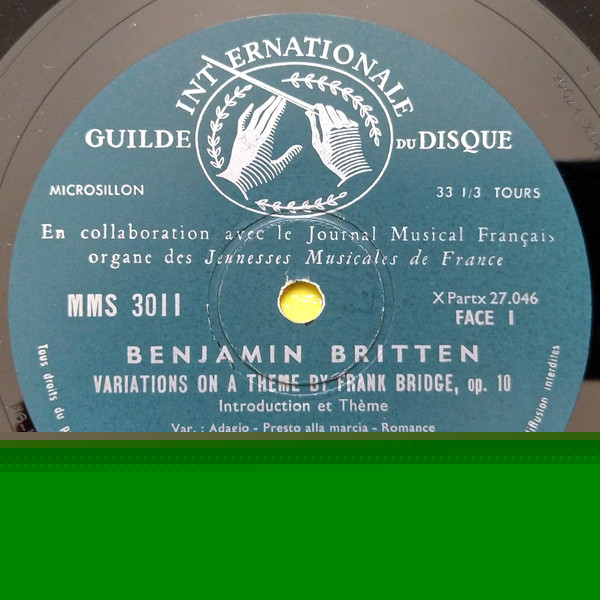 INTERNATIONALE
GUILDE DU DISQUE
MICROSILLON
33 1/3 TOURS
En collaboration avec le Journal Musical Français
organe des Jeunesses Musicales de France
MMS 3011
X Partx 27.046
FACE 1
BENJAMIN BRITTEN
VARIATIONS ON A THEME BY FRANK BRIDGE, op. 10
Introduction et Thème
Var. : Adagio - Presto alla marcia - Romance
Tous droits du
diffusion interdites